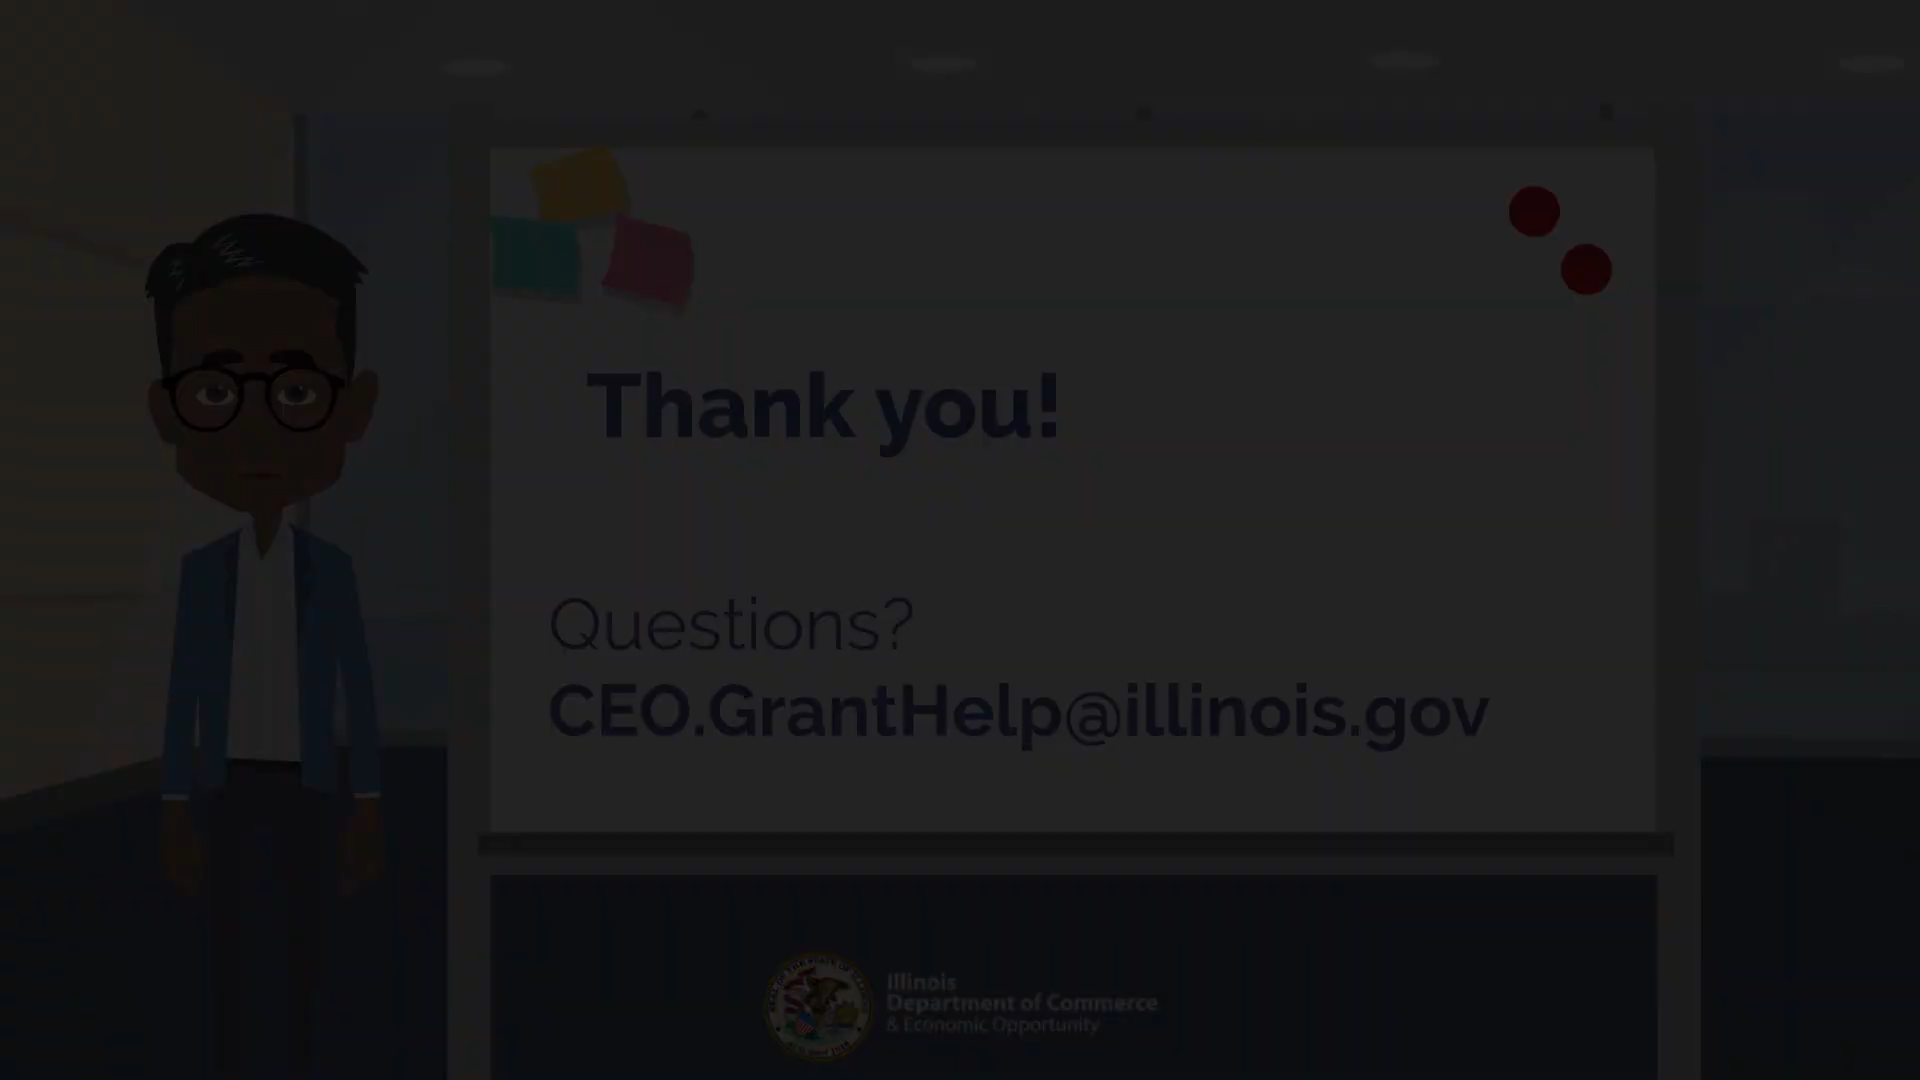 Thank you!
Questions?
CEO.GrantHelp@illinois.gov
Illinois
Department of Commerce
& Economic Opportunity